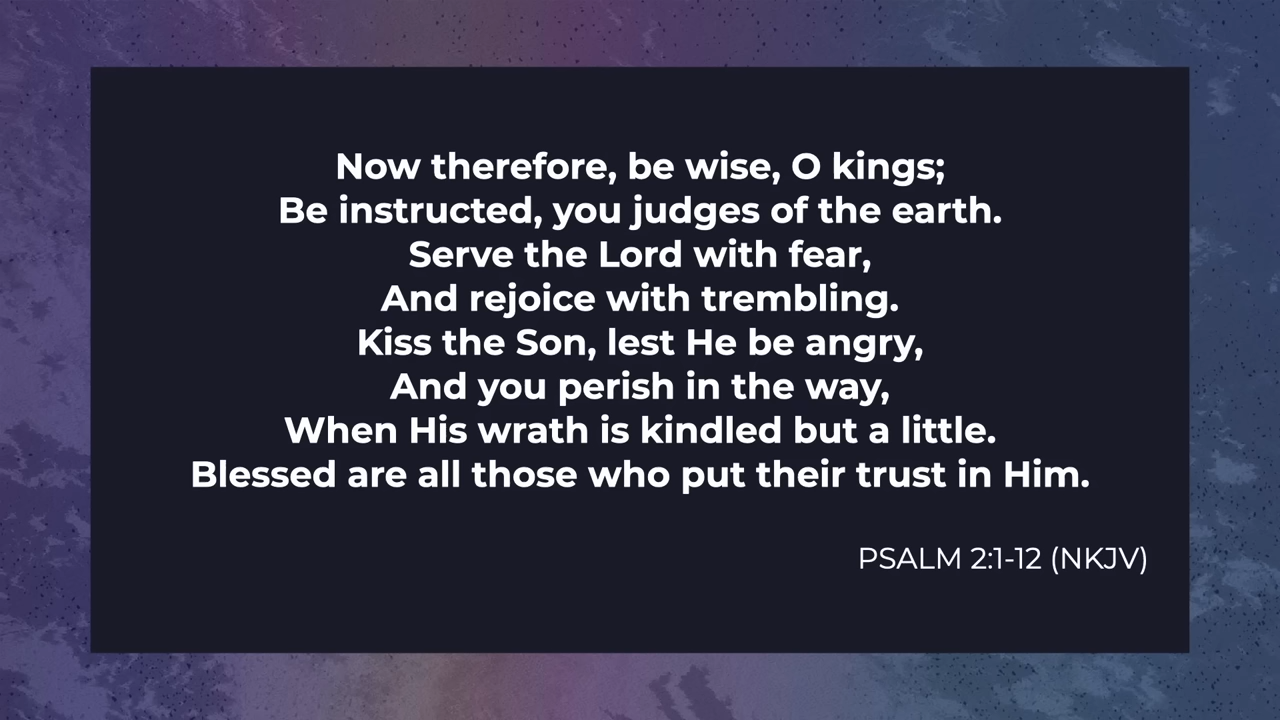 Now therefore, be wise, O kings;
Be instructed, you judges of the earth.
Serve the Lord with fear,
And rejoice with trembling.
Kiss the Son, lest He be angry,
And you perish in the way,
When His wrath is kindled but a little.
Blessed are all those who put their trust in Him.
PSALM 2:1-12 (NKJV)